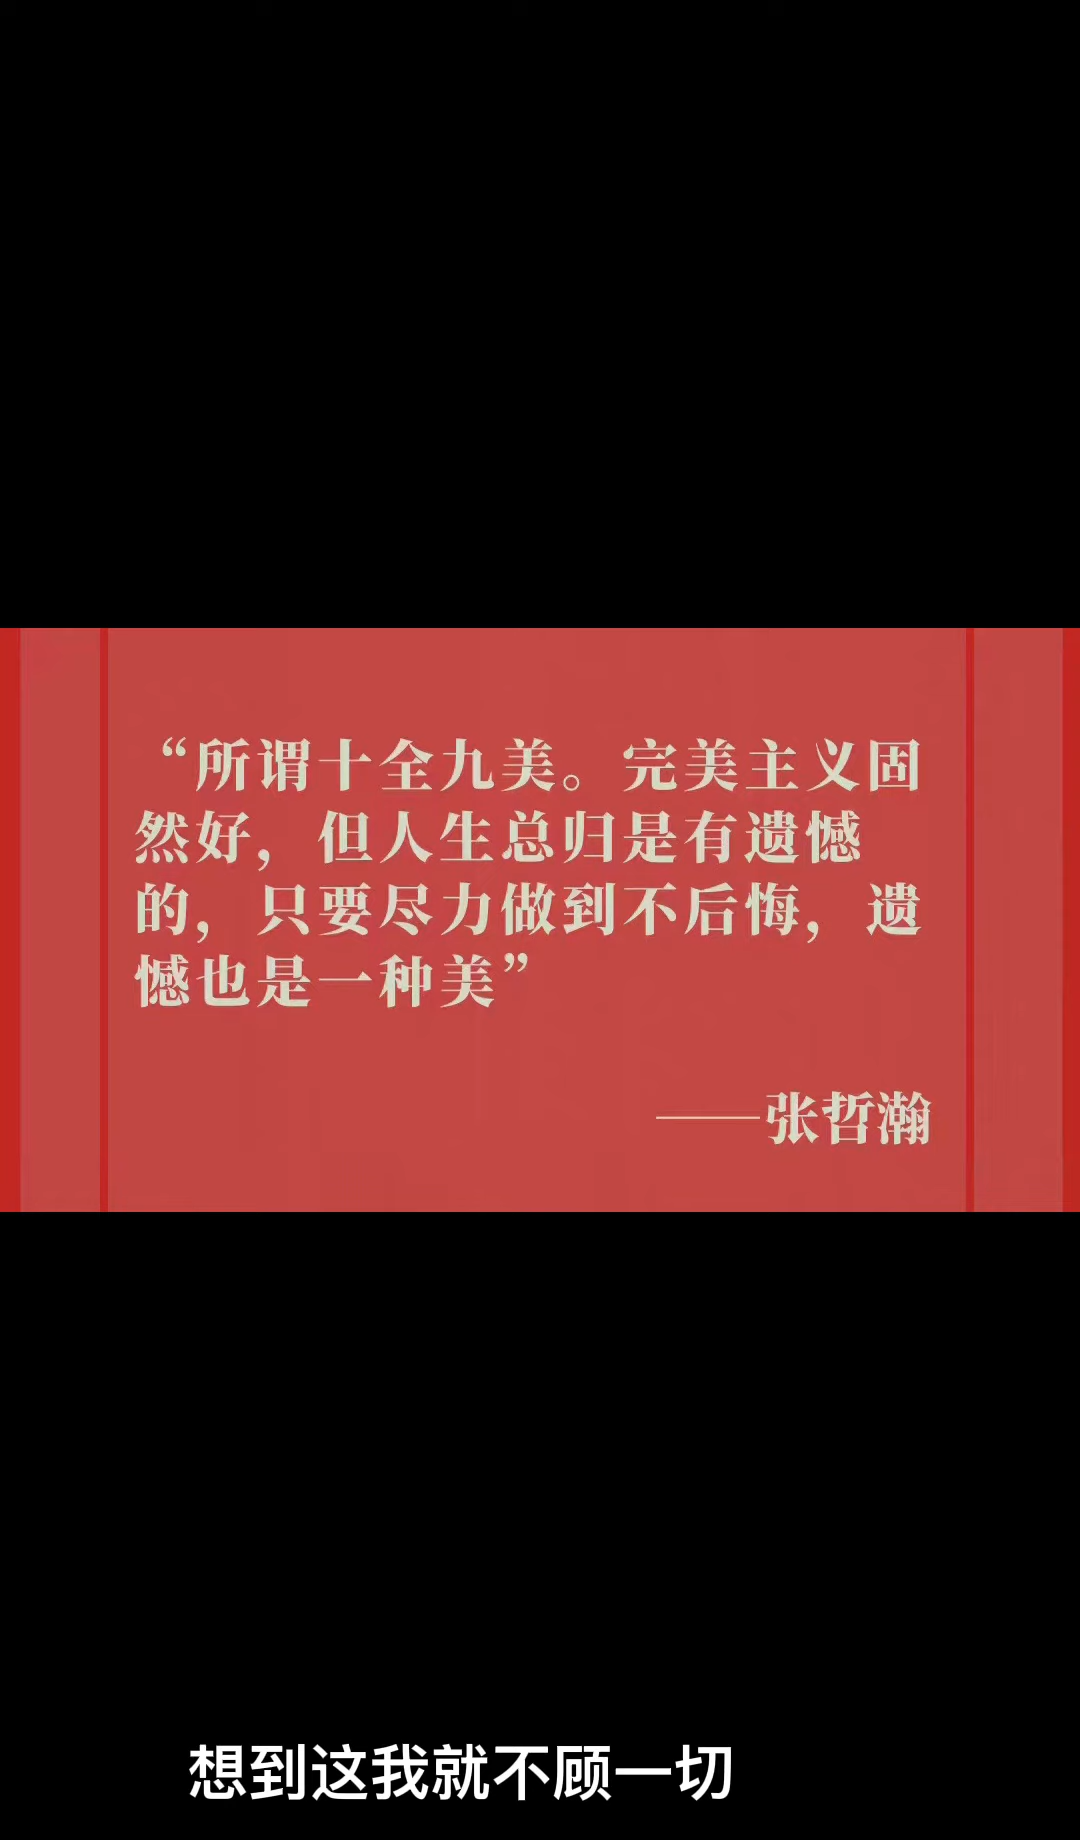 “所谓十全九美。完美主义固
然好，但人生总归是有遗憾
的，只要尽力做到不后悔，遗
憾也是一种美”
——张哲瀚
想到这我就不顾一切